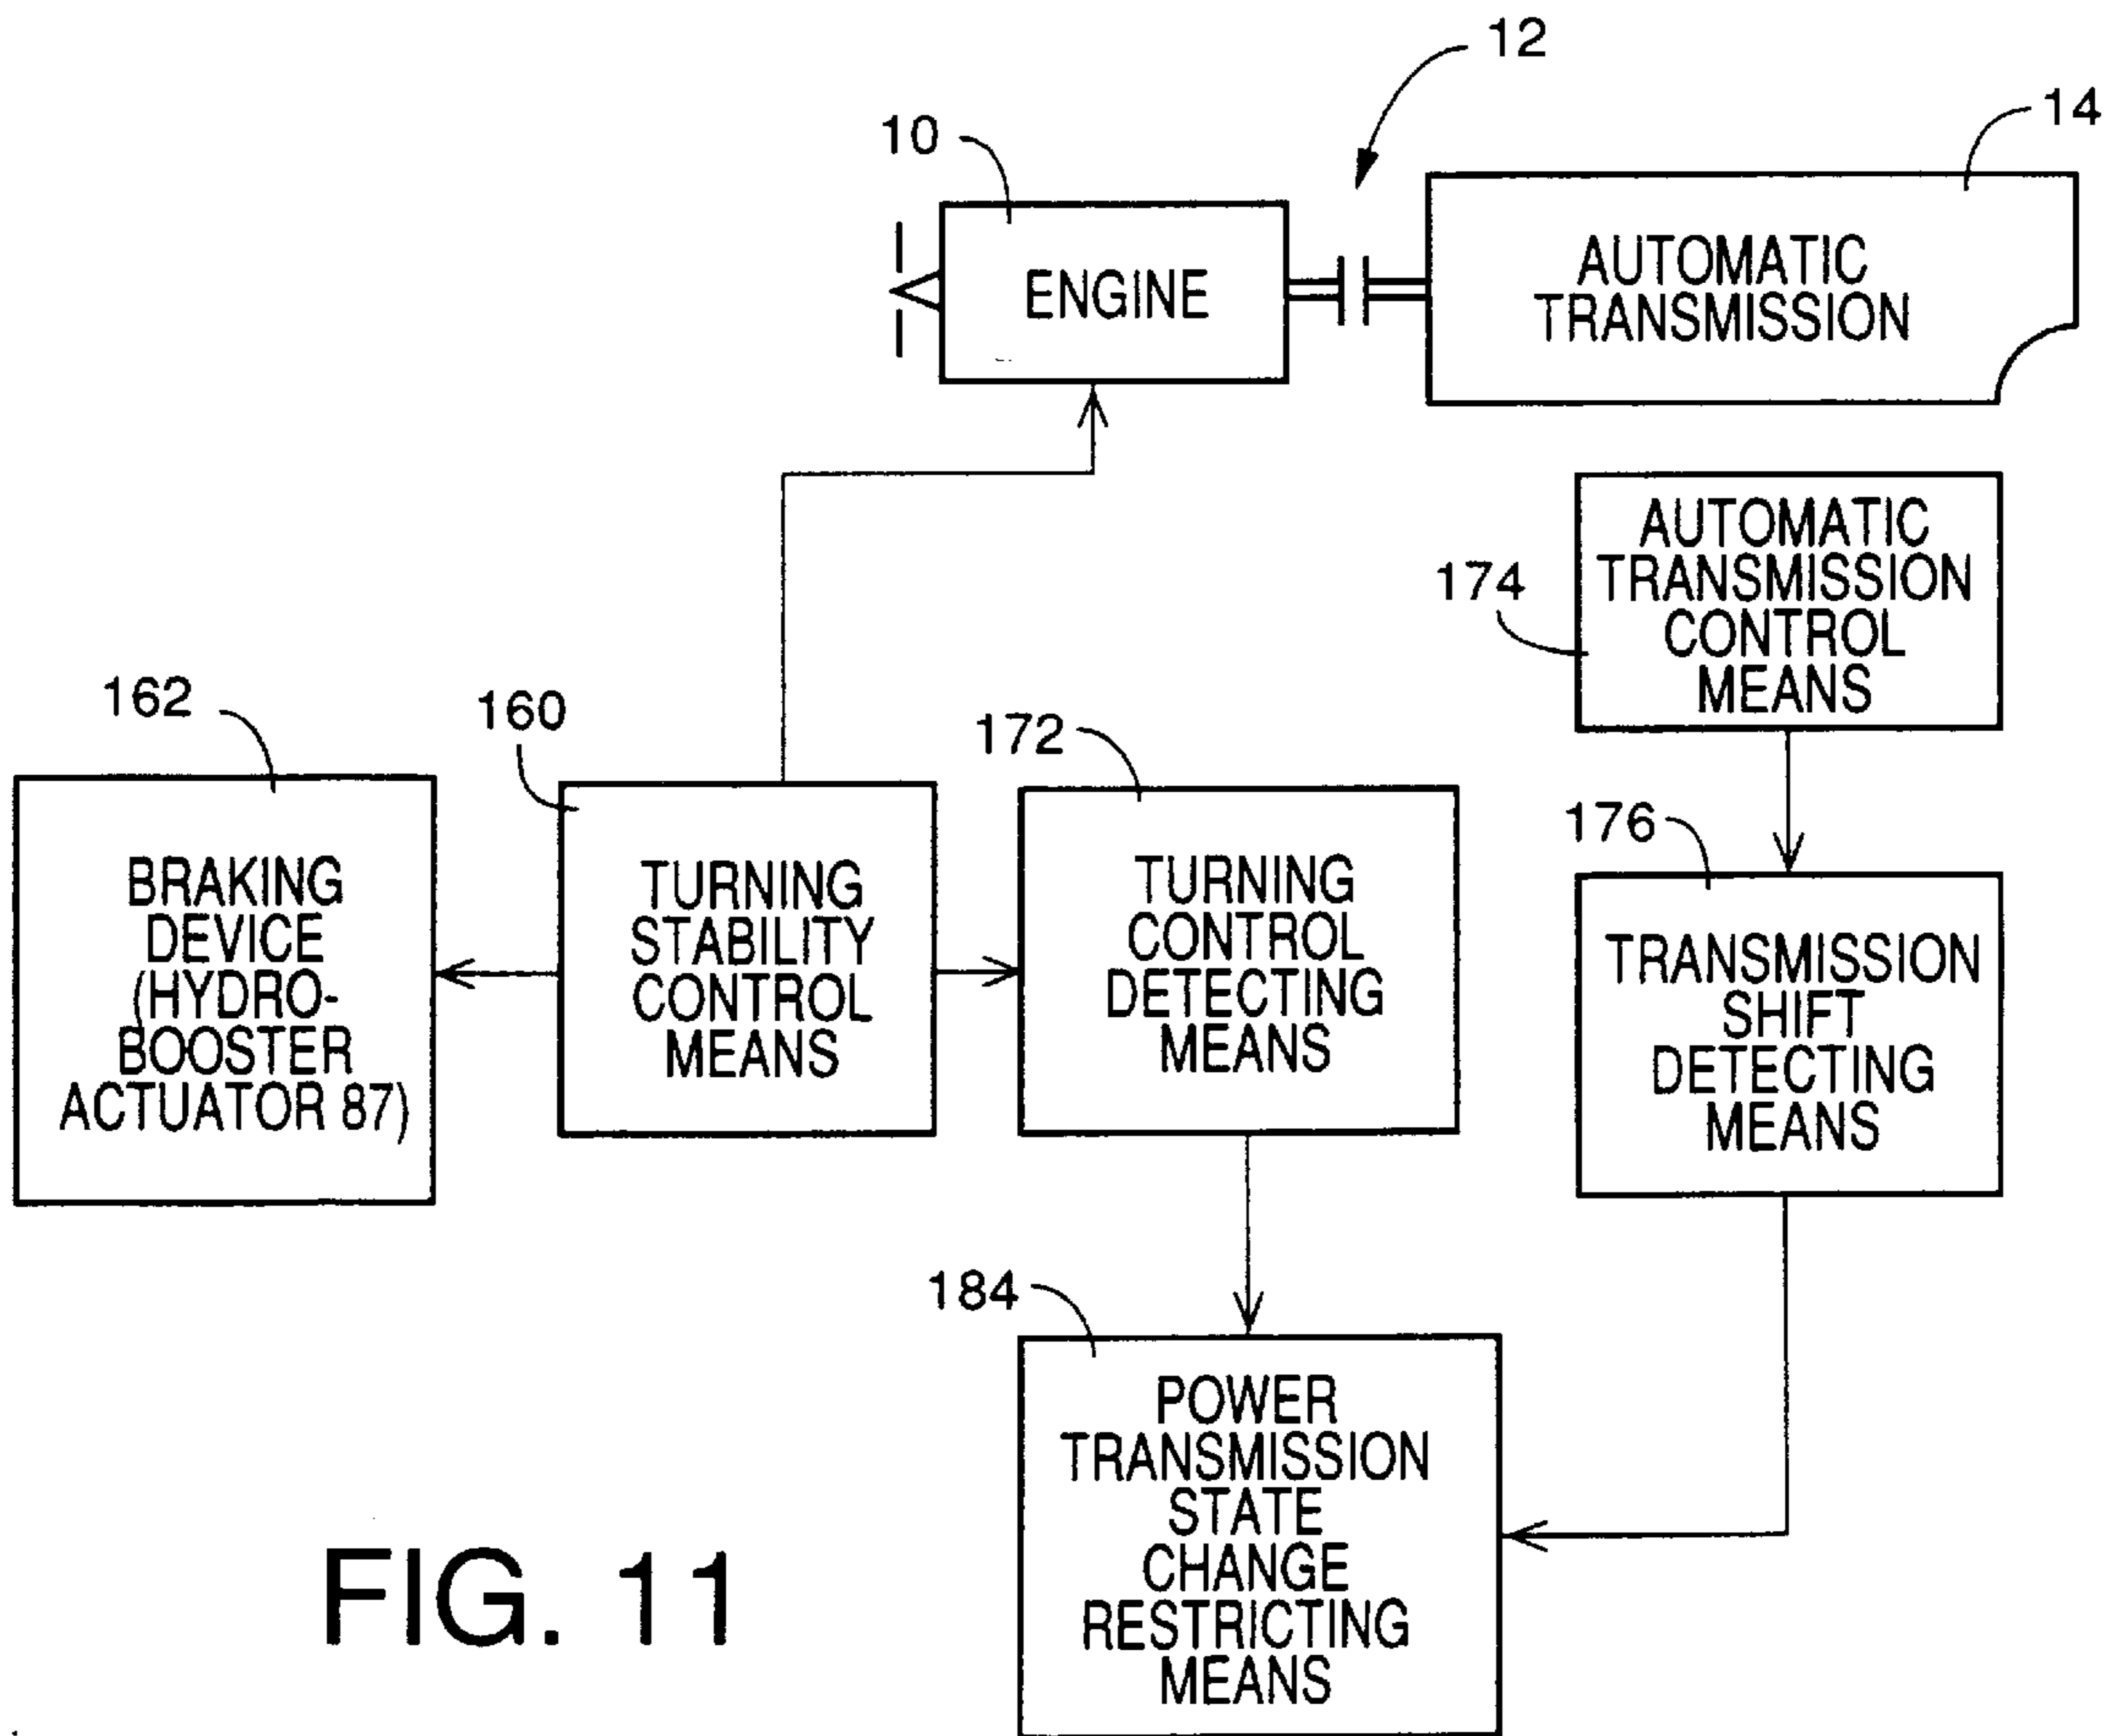 12
14
10
ENGINE
AUTOMATIC
TRANSMISSION
174
AUTOMATIC
TRANSMISSION
CONTROL
MEANS
162
160
172
176
BRAKING
DEVICE
(HYDRO-
BOOSTER
ACTUATOR 87)
TURNING
STABILITY
CONTROL
MEANS
TURNING
CONTROL
DETECTING
MEANS
TRANSMISSION
SHIFT
DETECTING
MEANS
184
POWER
TRANSMISSION
STATE
CHANGE
RESTRICTING
MEANS
FIG. 11